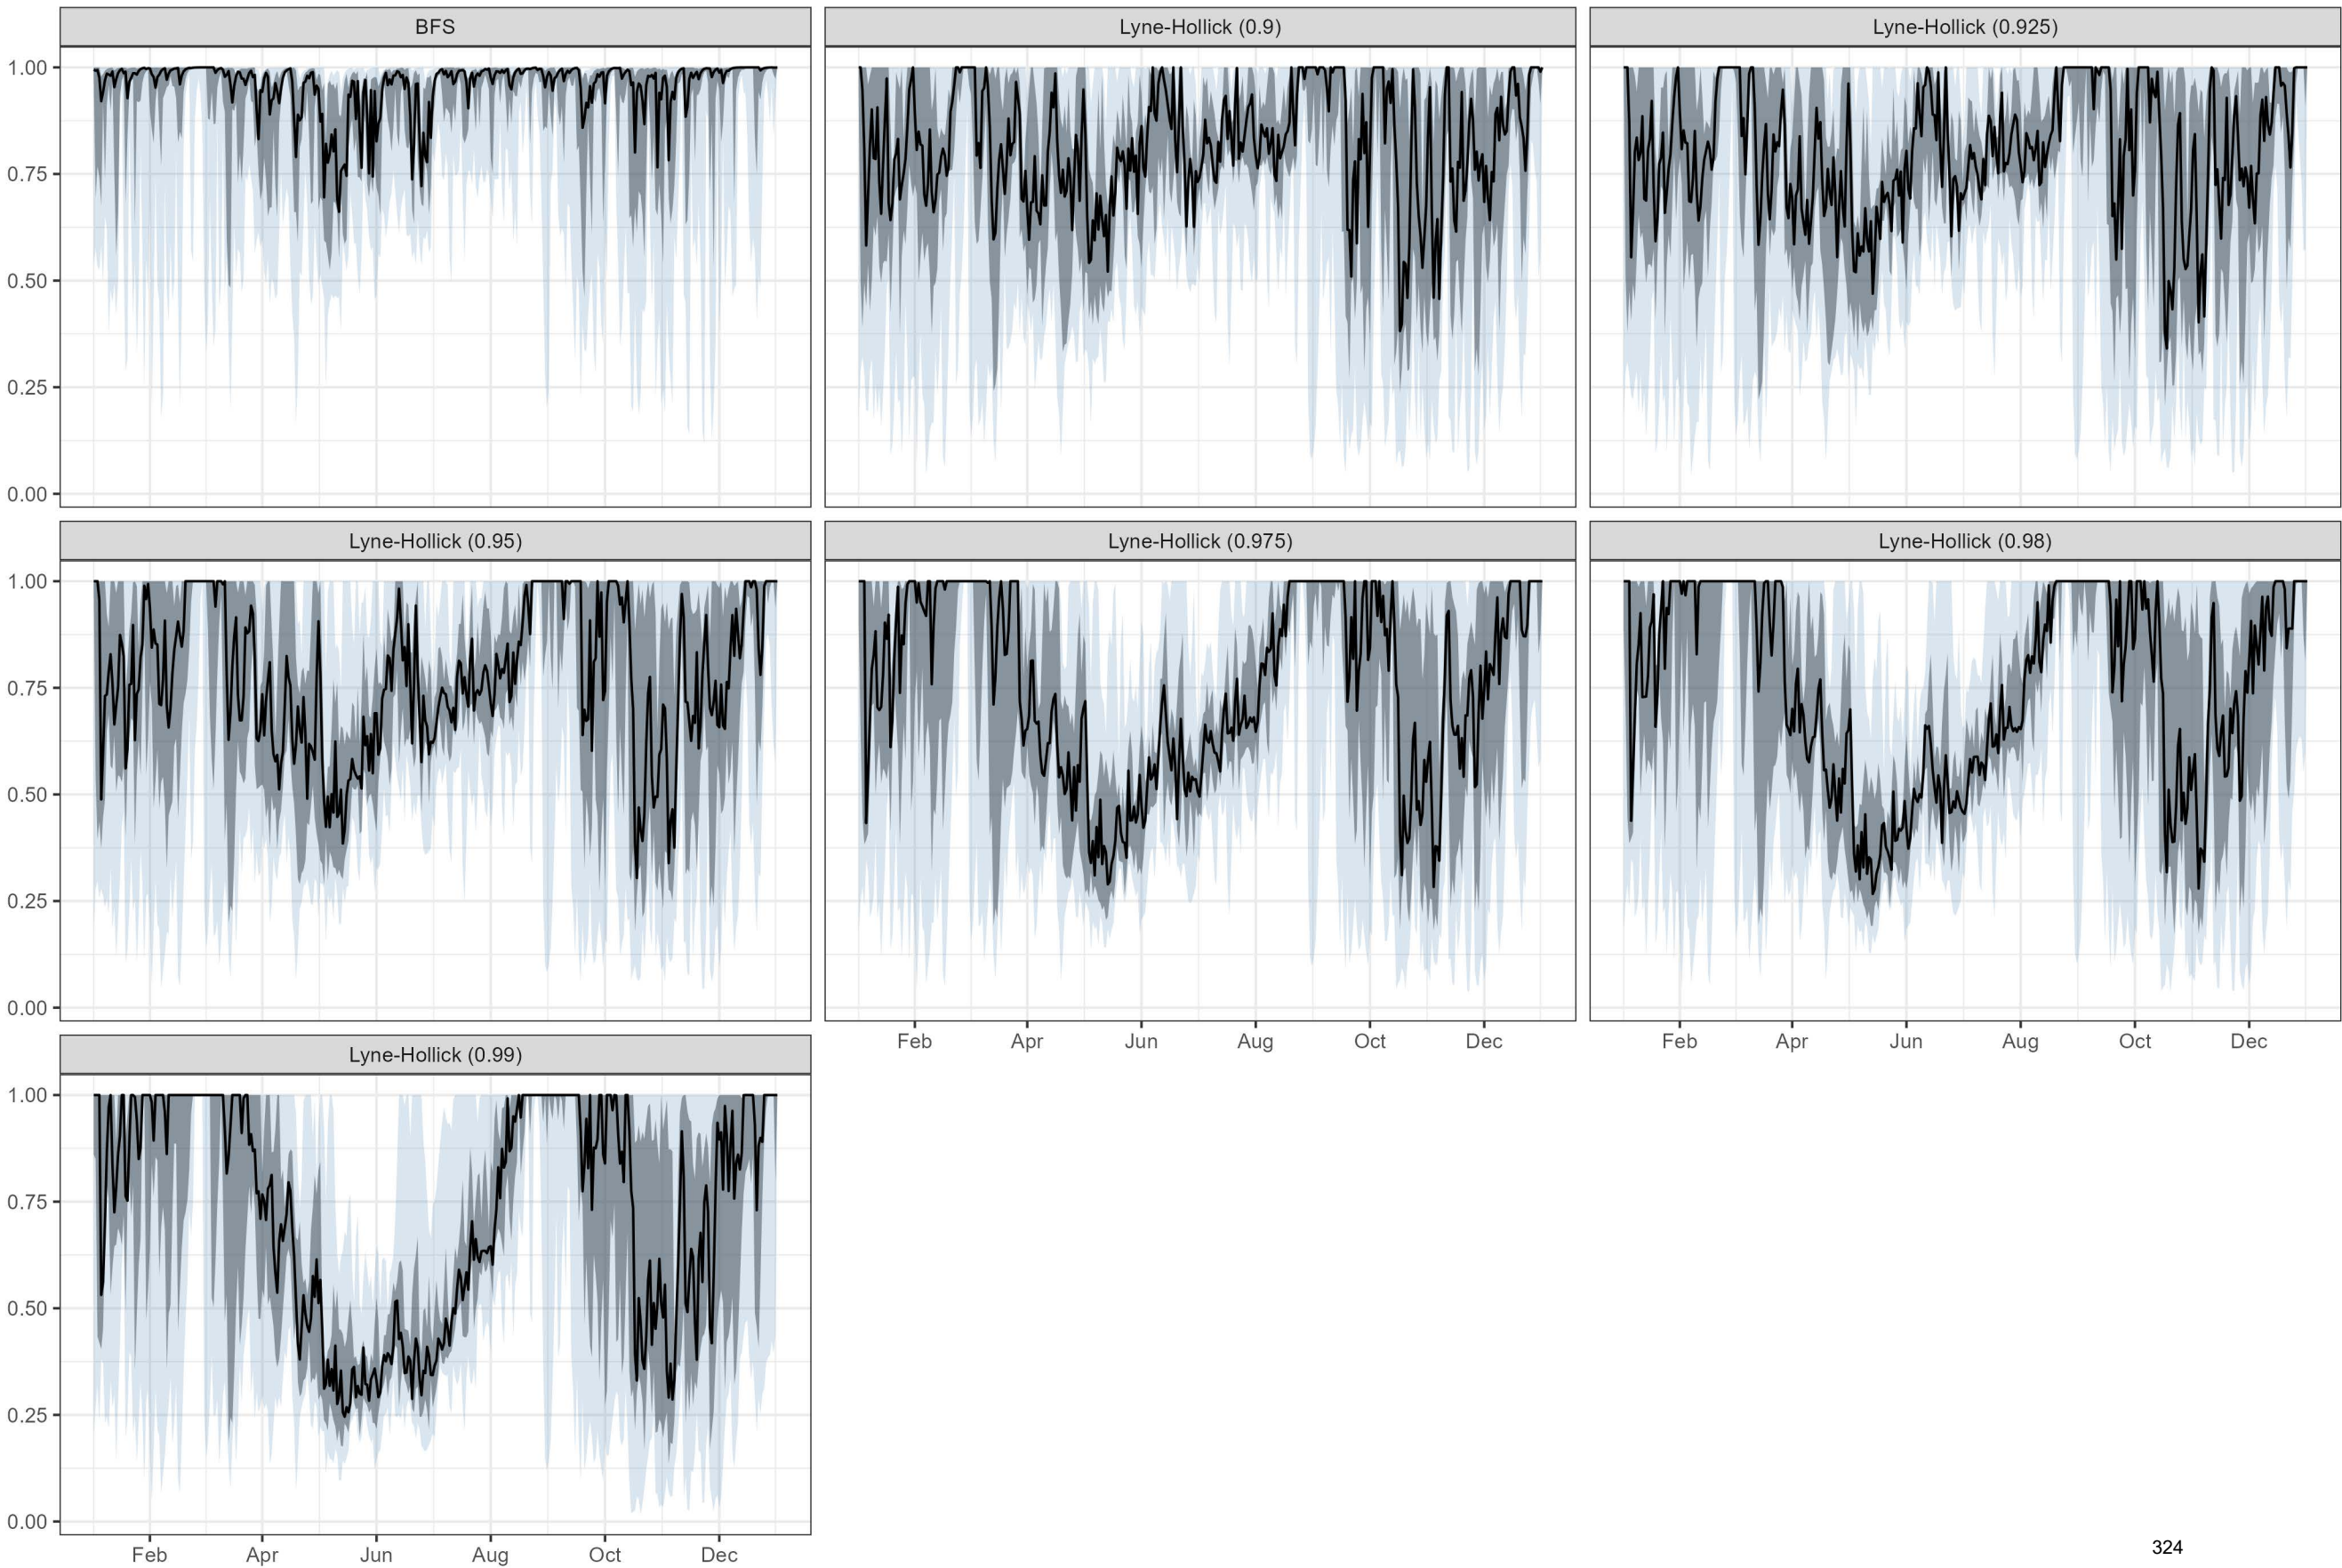 BFS
Lyne-Hollick (0.9)
Lyne-Hollick (0.925)
1.00
0.75
0.50
0.25
0.00
Lyne-Hollick (0.95)
Lyne-Hollick (0.975)
Lyne-Hollick (0.98)
1.00
0.75
0.50
0.25
0.00
Feb Apr Jun Aug Oct Dec
Feb Apr Jun Aug Oct Dec
Lyne-Hollick (0.99)
1.00
0.75
0.50
0.25
0.00
Feb Apr Jun Aug Oct Dec
324